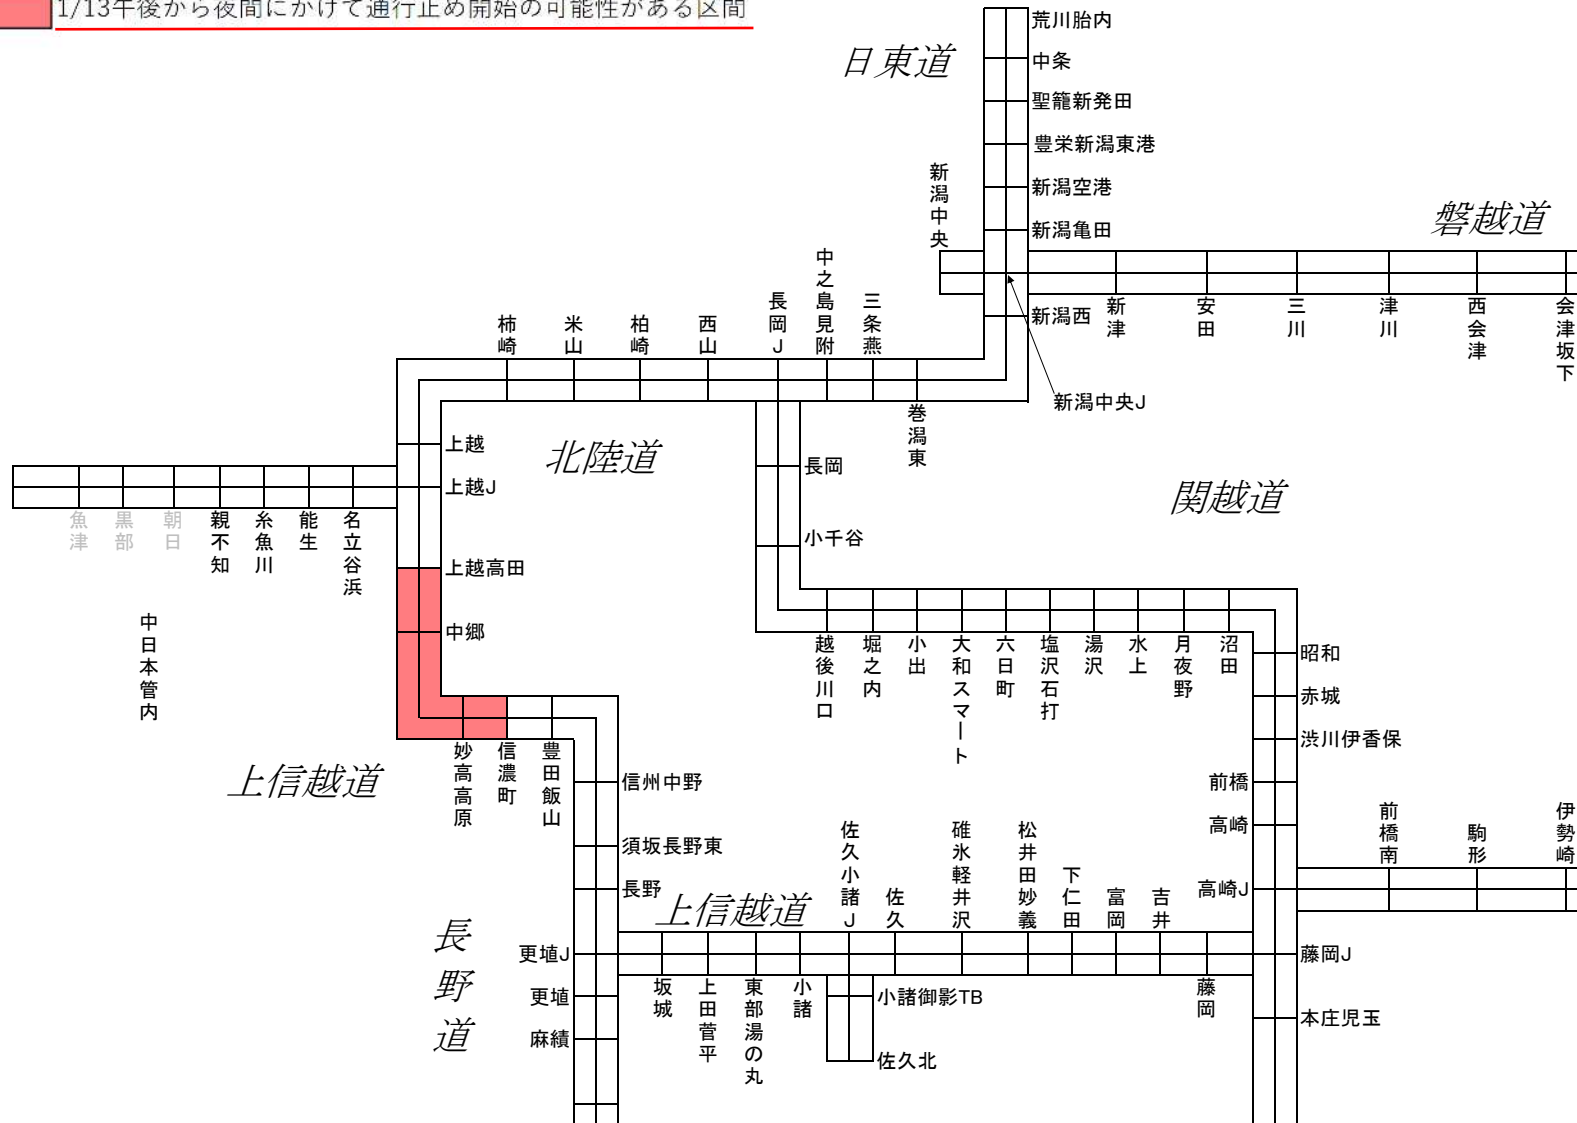 1/13午後から夜間にかけて通行止め開始の可能性がある区間
荒川胎内
日東道
中条
聖籠新発田
豊栄新潟東港
新潟中央
新潟空港
磐越道
新潟亀田
中之島見附
長岡J
三条燕
新潟西
新津
安田
三川
津川
西会津
会津坂下
柿崎
米山
柏崎
西山
新潟中央J
巻潟東
上越
北陸道
長岡
上越J
関越道
魚津
黒部
朝日
親不知
糸魚川
能生
名立谷浜
小千谷
上越高田
中日本管内
中郷
越後川口
堀之内
小出
大和スマート
六日町
塩沢石打
湯沢
水上
月夜野
沼田
昭和
赤城
渋川伊香保
妙高高原
信濃町
豊田飯山
上信越道
信州中野
前橋
前橋南
駒形
伊勢崎
高崎
佐久小諸J
碓氷軽井沢
松井田妙義
須坂長野東
下仁田
長野
上信越道
佐久
富岡
吉井
高崎J
長野道
更埴J
藤岡J
坂城
上田菅平
東部湯の丸
小諸
藤岡
更埴
小諸御影TB
本庄児玉
麻績
佐久北